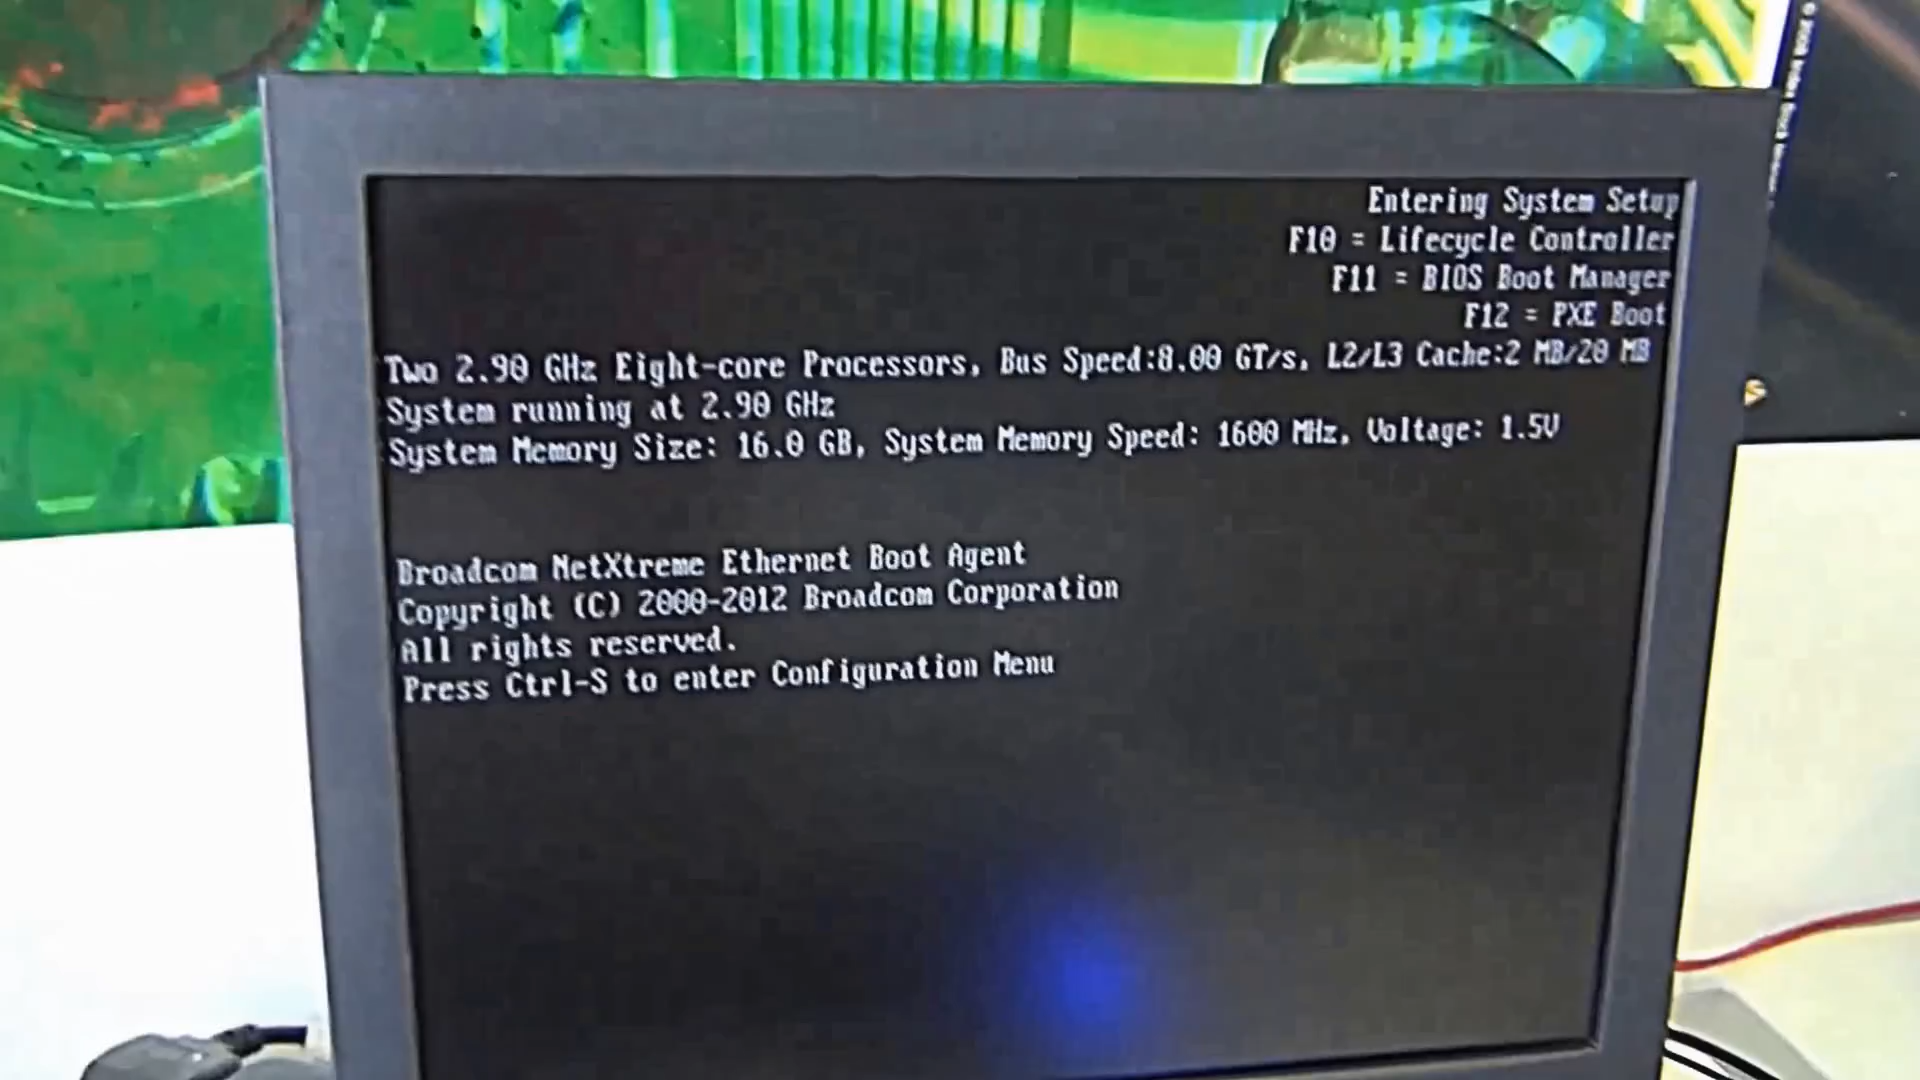 Entering System Setup
F10 = Lifecycle Controller
F11 = BIOS Boot Manager
F12 = PXE Boot
Two 2.90 GHz Eight-core Processors, Bus Speed:8.00 GT/s, L2/L3 Cache:2 MB/20 MB
System running at 2.90 GHz
System Memory Size: 16.0 GB, System Memory Speed: 1600 MHz, Voltage: 1.5V
Broadcom NetXtreme Ethernet Boot Agent
Copyright (C) 2000-2012 Broadcom Corporation
All rights reserved.
Press Ctrl-S to enter Configuration Menu